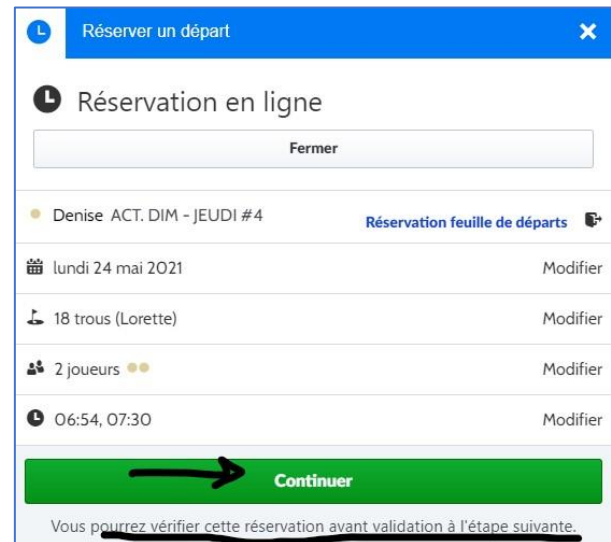 Réserver un départ
Réservation en ligne
Fermer
Denise ACT. DIM - JEUDI #4 Réservation feuille de départs
lundi 24 mai 2021 Modifier
18 trous (Lorette) Modifier
2 joueurs Modifier
06:54, 07:30 Modifier
Continuer
Vous pourrez vérifier cette réservation avant validation à l'étape suivante.